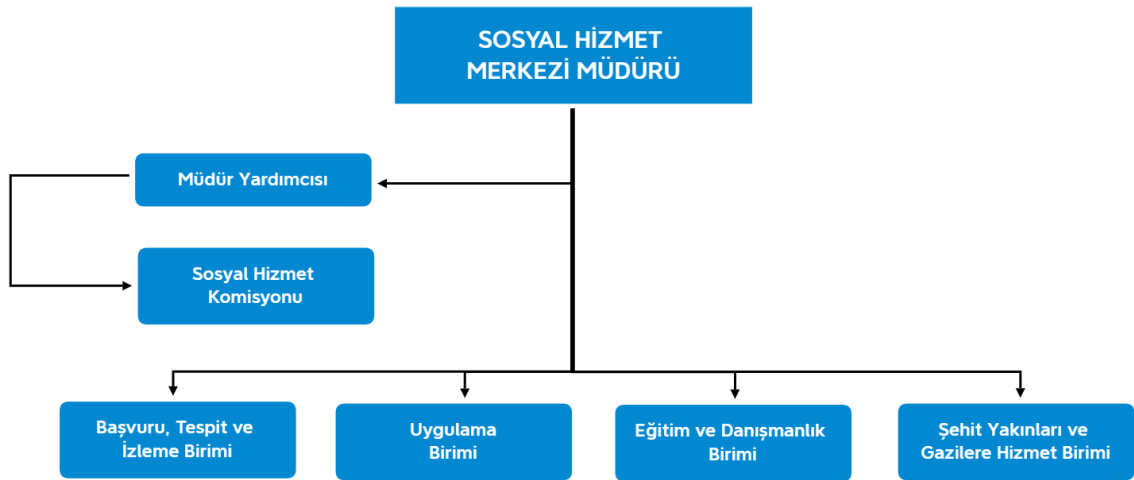 SOSYAL HİZMET
MERKEZİ MÜDÜRÜ
Müdür Yardımcısı
Sosyal Hizmet
Komisyonu
Başvuru, Tespit ve
İzleme Birimi
Uygulama
Birimi
Eğitim ve Danışmanlık
Birimi
Şehit Yakınları ve
Gazilere Hizmet Birimi